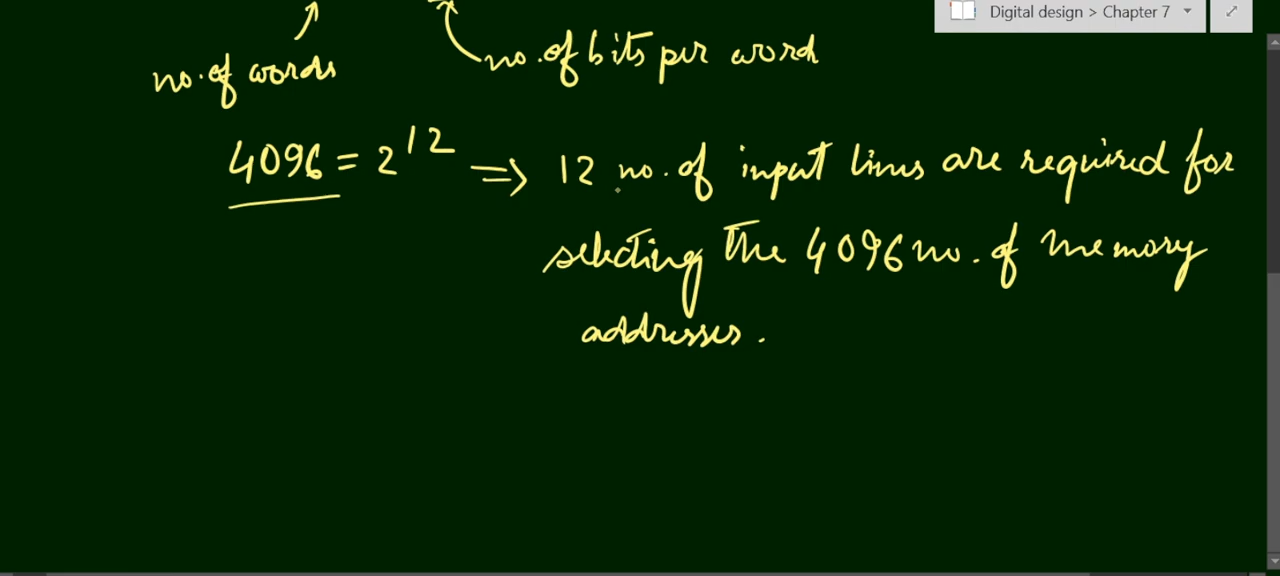 Digital design > Chapter 7
no. of words
no. of bits per word
4096 = 2^12 ⇒ 12 no. of input lines are required for
selecting the 4096 no. of memory
addresses.